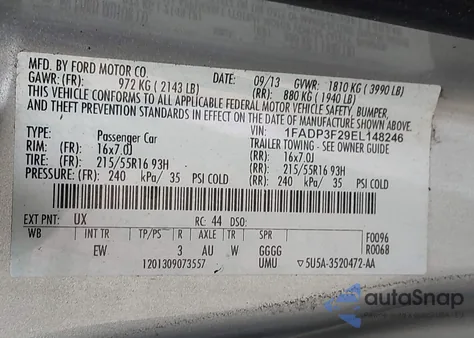 MFD. BY FORD MOTOR CO.
DATE: 09/13 GVWR: 1810 KG ( 3990 LB)
GAWR: (FR): 972 KG ( 2143 LB) (RR): 880 KG ( 1940 LB)
THIS VEHICLE CONFORMS TO ALL APPLICABLE FEDERAL MOTOR VEHICLE SAFETY, BUMPER,
AND THEFT PREVENTION STANDARDS IN EFFECT ON THE DATE OF MANUFACTURE SHOWN ABOVE.
VIN: 1FADP3F29EL148246
TYPE: Passenger Car TRAILER TOWING - SEE OWNER GUIDE
RIM: (FR): 16x7.0J (RR): 16x7.0J
TIRE: (FR): 215/55R16 93H (RR): 215/55R16 93H
PRESSURE: (FR): 240 kPa/ 35 PSI COLD (RR): 240 kPa/ 35 PSI COLD
EXT PNT: UX RC: 44 DSO: F0096
WB INT TR TP/PS R AXLE TR SPR R0068
EW 3 AU W GGGG
1201309073557 UMU ▽5U5A-3520472-AA
autoSnap